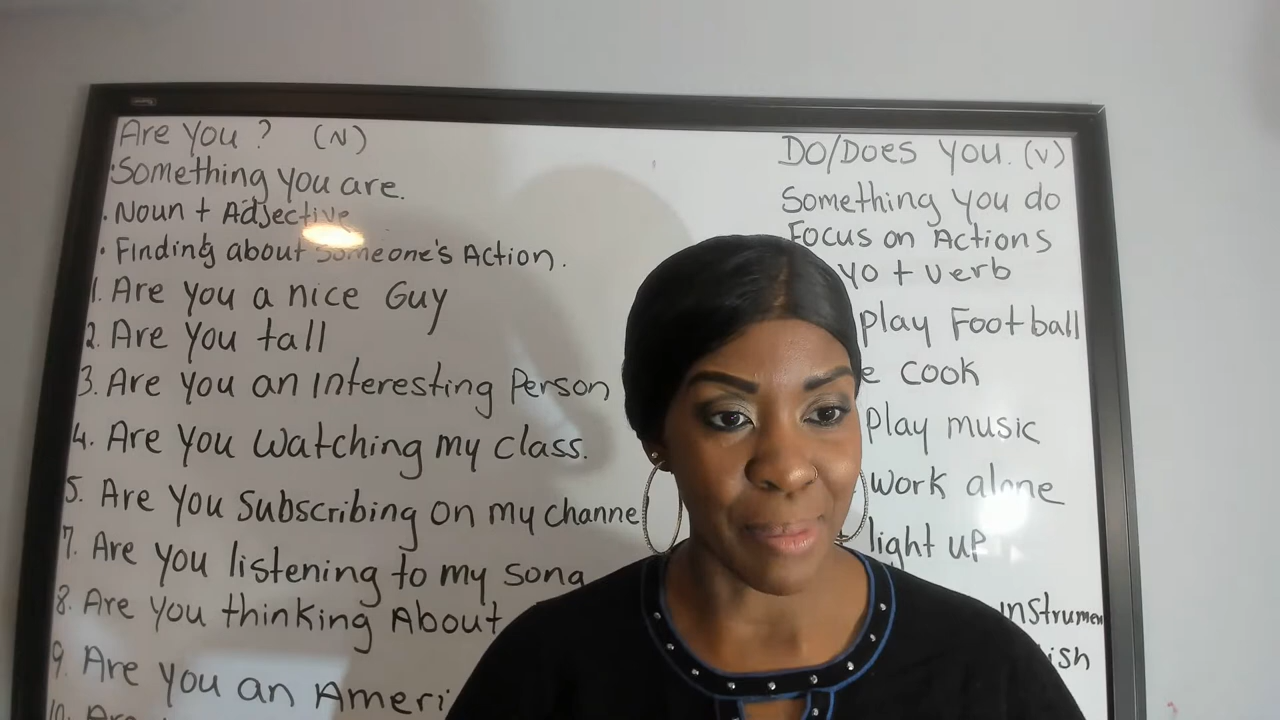 Are You ? (N)
• Something you are.
• Noun + Adjective
• Finding about Someone's Action.
1. Are You a nice Guy
2. Are You tall
3. Are You an Interesting Person
4. Are You Watching my class.
5. Are You Subscribing on my channe
7. Are you listening to my song
8. Are You thinking About
9. Are You an Ameri
10. Are
Do/Does You. (V)
Something you do
Focus on Actions
yo + verb
play Football
e cook
play music
work alone
light up
instrumen
ish